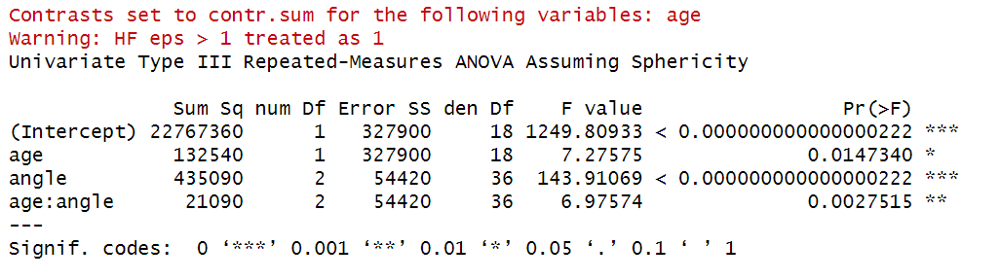 Contrasts set to contr.sum for the following variables: age
Warning: HF eps > 1 treated as 1
Univariate Type III Repeated-Measures ANOVA Assuming Sphericity
Sum Sq num Df Error SS den Df F value Pr(>F)
(Intercept) 22767360 1 327900 18 1249.80933 < 0.000000000000000222 ***
age 132540 1 327900 18 7.27575 0.0147340 *
angle 435090 2 54420 36 143.91069 < 0.000000000000000222 ***
age:angle 21090 2 54420 36 6.97574 0.0027515 **
---
Signif. codes: 0 ‘***’ 0.001 ‘**’ 0.01 ‘*’ 0.05 ‘.’ 0.1 ‘ ’ 1